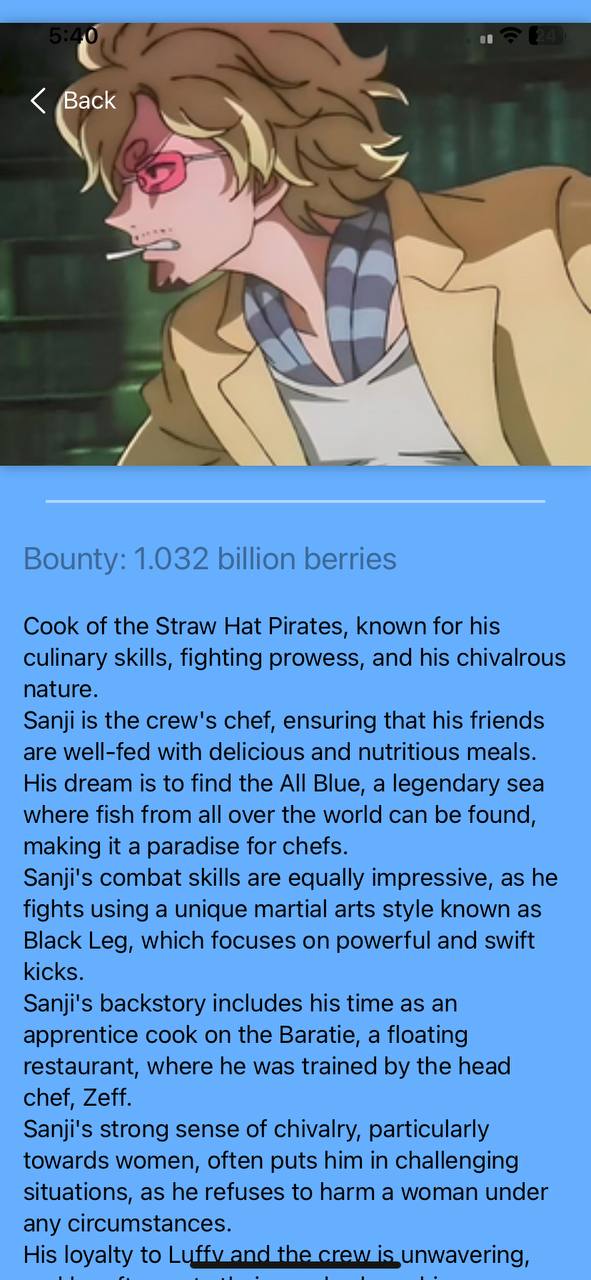 5:40
24
Back
Bounty: 1.032 billion berries
Cook of the Straw Hat Pirates, known for his
culinary skills, fighting prowess, and his chivalrous
nature.
Sanji is the crew's chef, ensuring that his friends
are well-fed with delicious and nutritious meals.
His dream is to find the All Blue, a legendary sea
where fish from all over the world can be found,
making it a paradise for chefs.
Sanji's combat skills are equally impressive, as he
fights using a unique martial arts style known as
Black Leg, which focuses on powerful and swift
kicks.
Sanji's backstory includes his time as an
apprentice cook on the Baratie, a floating
restaurant, where he was trained by the head
chef, Zeff.
Sanji's strong sense of chivalry, particularly
towards women, often puts him in challenging
situations, as he refuses to harm a woman under
any circumstances.
His loyalty to Luffy and the crew is unwavering,